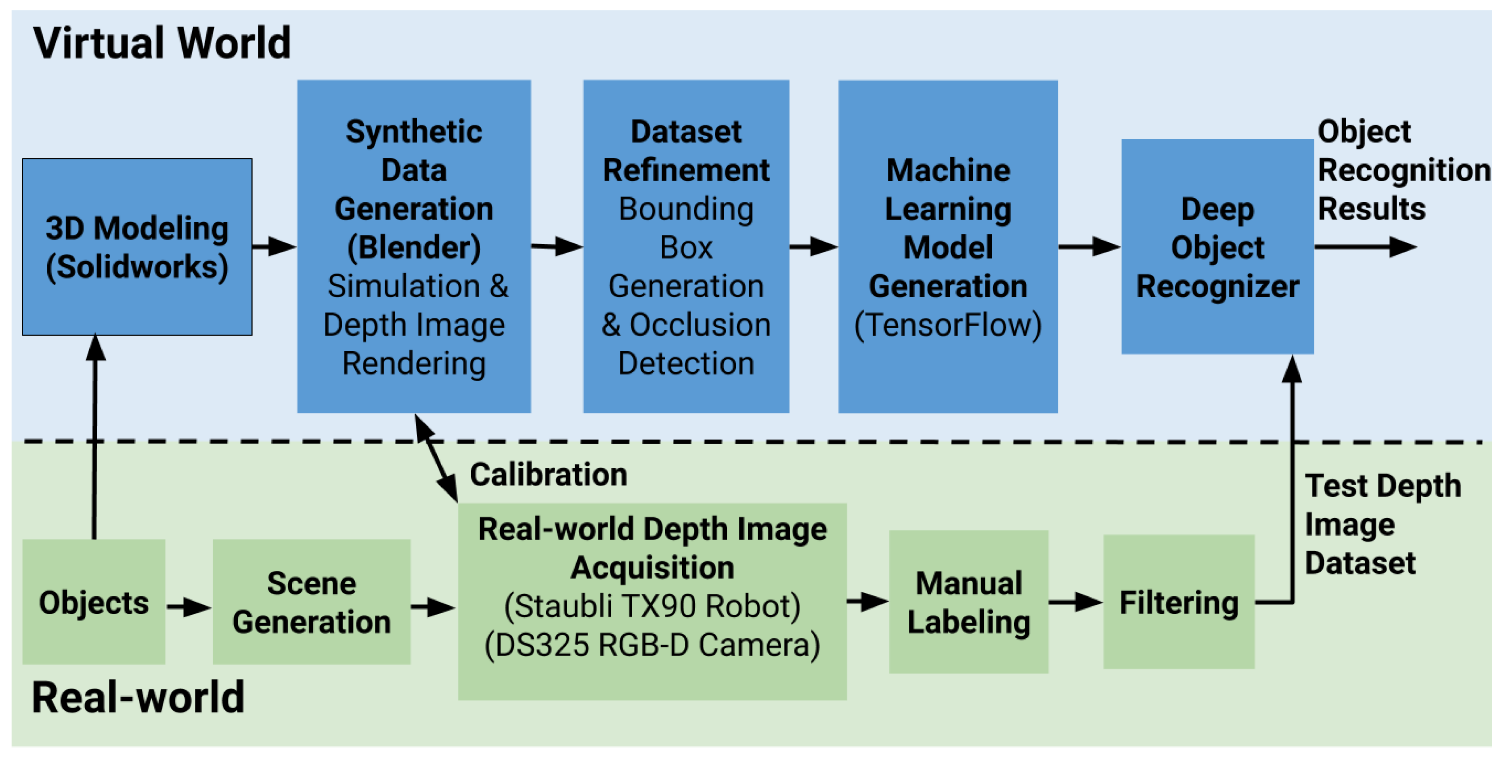 Virtual World
3D Modeling
(Solidworks)
Synthetic
Data
Generation
(Blender)
Simulation &
Depth Image
Rendering
Dataset
Refinement
Bounding
Box
Generation
& Occlusion
Detection
Machine
Learning
Model
Generation
(TensorFlow)
Deep
Object
Recognizer
Object
Recognition
Results
Calibration
Test Depth
Image
Dataset
Objects
Scene
Generation
Real-world Depth Image
Acquisition
(Staubli TX90 Robot)
(DS325 RGB-D Camera)
Manual
Labeling
Filtering
Real-world